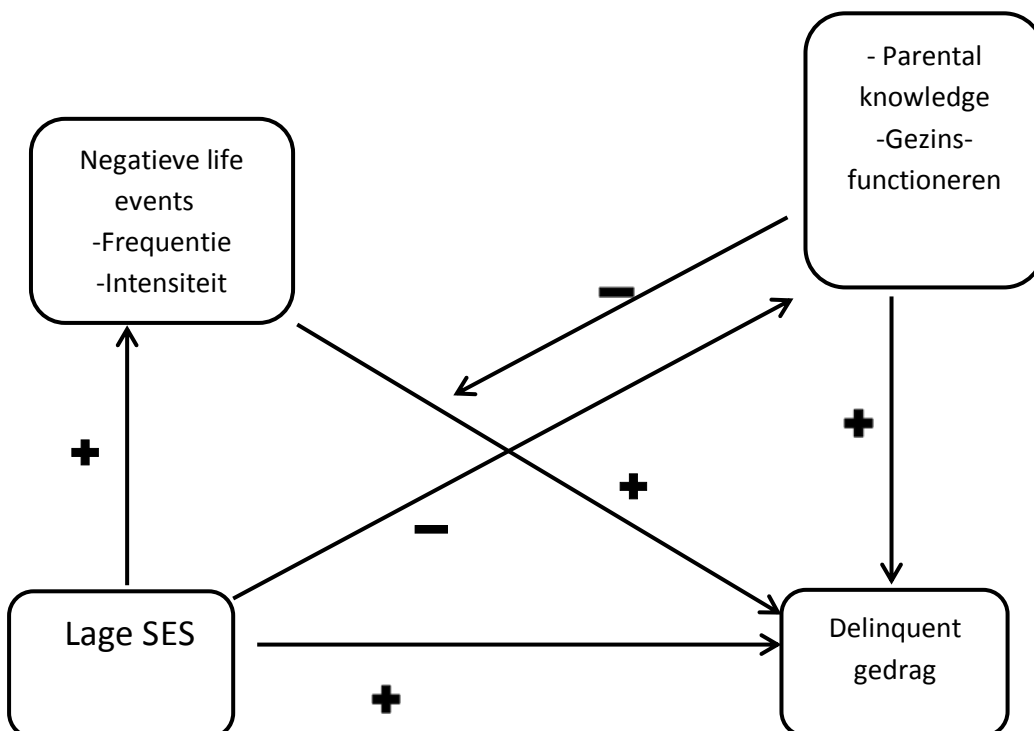 - Parental
knowledge
-Gezins-
functioneren
Negatieve life
events
-Frequentie
-Intensiteit
Lage SES
Delinquent
gedrag